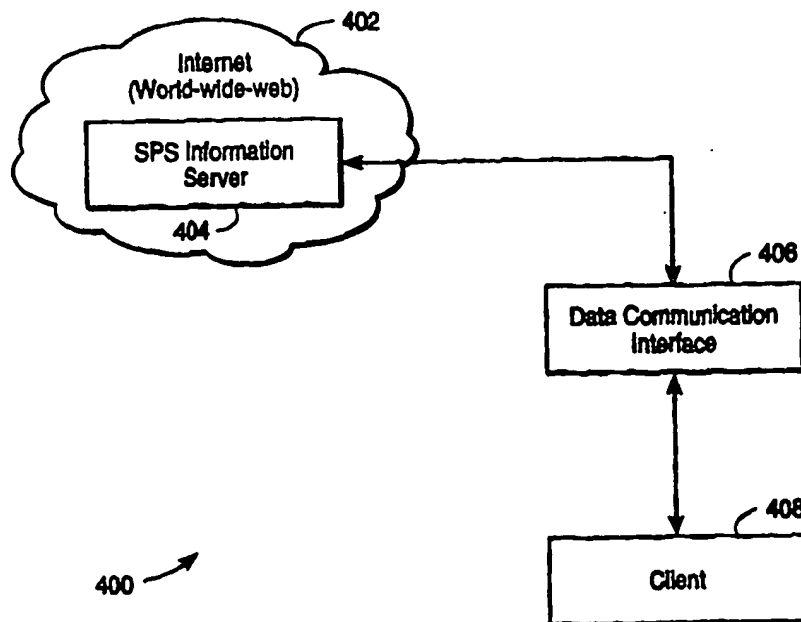 402
Internet
(World-wide-web)
SPS Information
Server
404
406
Data Communication
Interface
408
Client
400